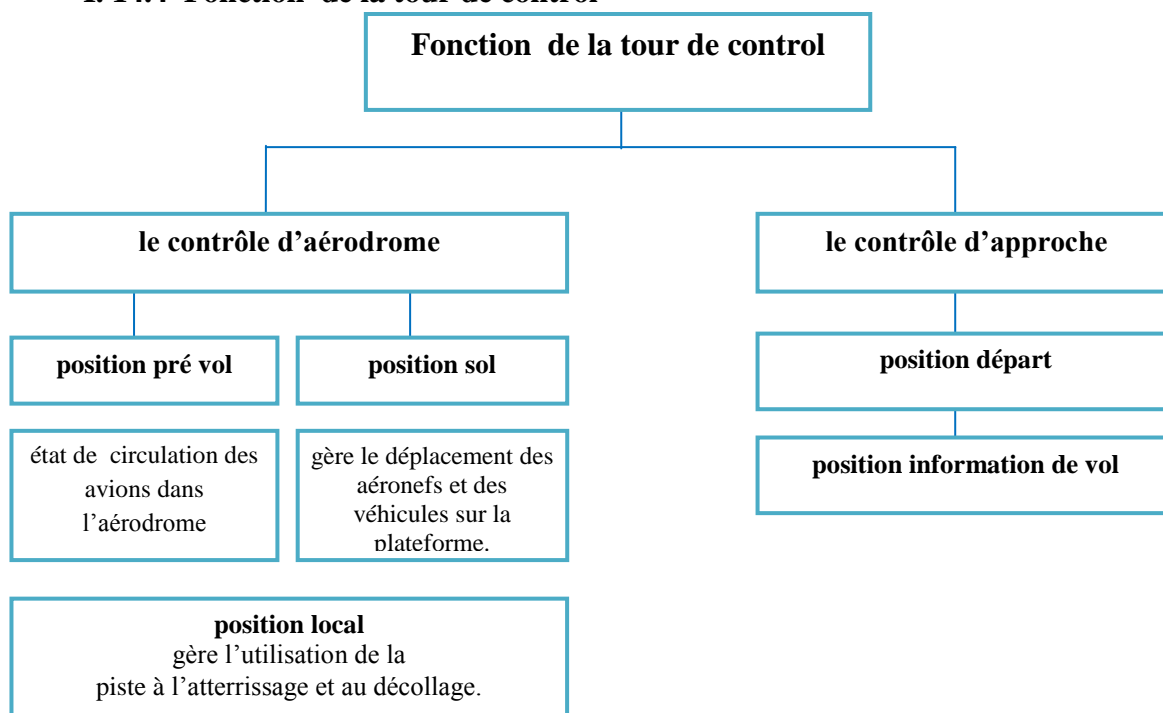 Fonction de la tour de control
le contrôle d’aérodrome
le contrôle d’approche
position pré vol
position sol
position départ
état de circulation des
avions dans
l’aérodrome
gère le déplacement des
aéronefs et des
véhicules sur la
plateforme.
position information de vol
position local
gère l’utilisation de la
piste à l’atterrissage et au décollage.